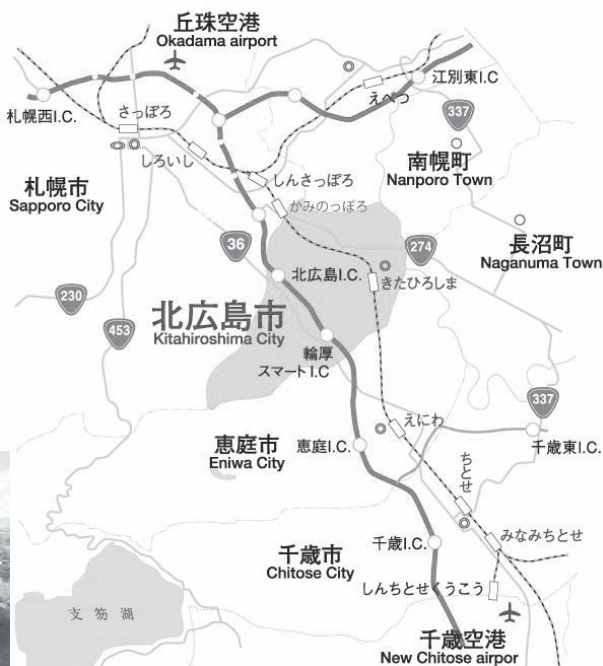 丘珠空港
Okadama airport
札幌西I.C.
さっぽろ
えべつ
江別東I.C
337
しろいし
南幌町
Nanporo Town
札幌市
Sapporo City
しんさっぽろ
かみのっぽろ
36
274
長沼町
Naganuma Town
北広島I.C.
きたひろしま
230
453
北広島市
Kitahiroshima City
輪厚
スマートI.C
337
えにわ
恵庭市
Eniwa City
恵庭I.C.
千歳東I.C.
ちとせ
千歳I.C.
みなみちとせ
千歳市
Chitose City
しんちとせくうこう
支笏湖
千歳空港
New Chitose airpor